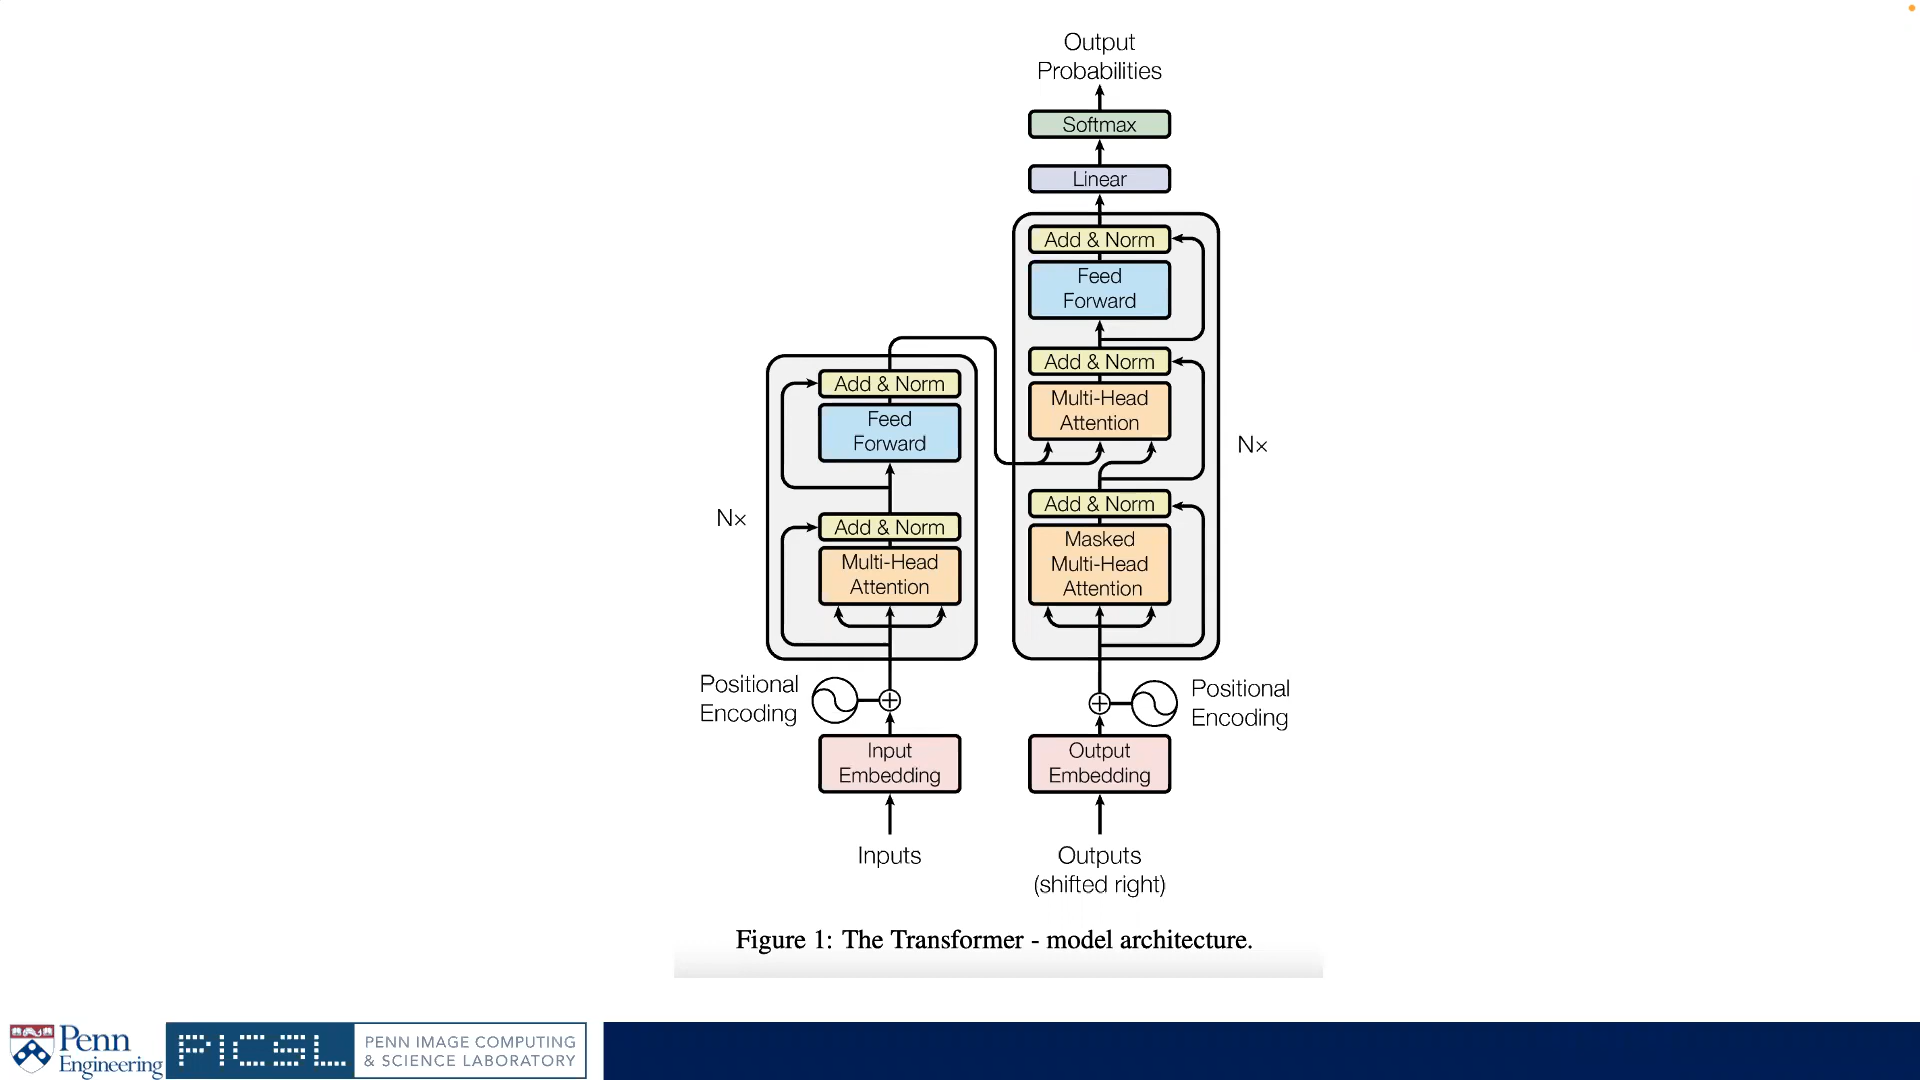 Output
Probabilities
Softmax
Linear
Add & Norm
Feed
Forward
Add & Norm
Multi-Head
Attention
Nx
Add & Norm
Masked
Multi-Head
Attention
Add & Norm
Feed
Forward
Nx
Add & Norm
Multi-Head
Attention
Positional
Encoding
Positional
Encoding
Input
Embedding
Output
Embedding
Inputs
Outputs
(shifted right)
Figure 1: The Transformer - model architecture.
Penn
Engineering
PICSL
PENN IMAGE COMPUTING
& SCIENCE LABORATORY